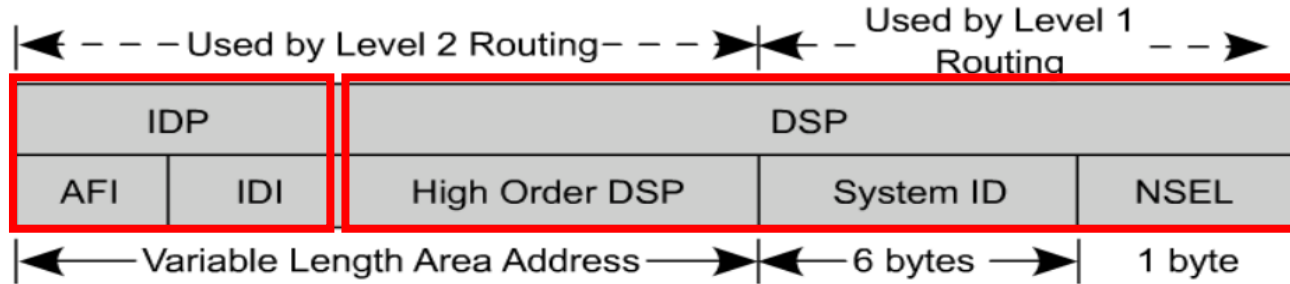 Used by Level 2 Routing
Used by Level 1
Routing
IDP DSP
AFI IDI High Order DSP System ID NSEL
Variable Length Area Address 6 bytes 1 byte